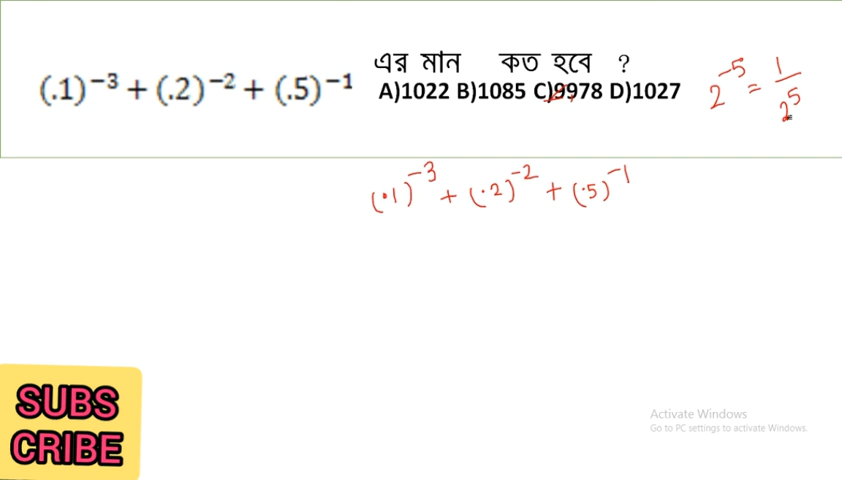 (.1)⁻³ + (.2)⁻² + (.5)⁻¹ এর মান কত হবে ?
A)1022 B)1085 C)9978 D)1027
2⁻⁵ = 1/2⁵
(.1)⁻³ + (.2)⁻² + (.5)⁻¹
SUBS
CRIBE
Activate Windows
Go to PC settings to activate Windows.